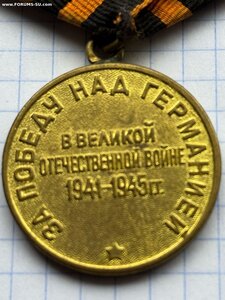 www.FORUMS-SU.com
ЗА ПОБЕДУ НАД ГЕРМАНИЕЙ
В ВЕЛИКОЙ
ОТЕЧЕСТВЕННОЙ ВОЙНЕ
1941-1945 ГГ.